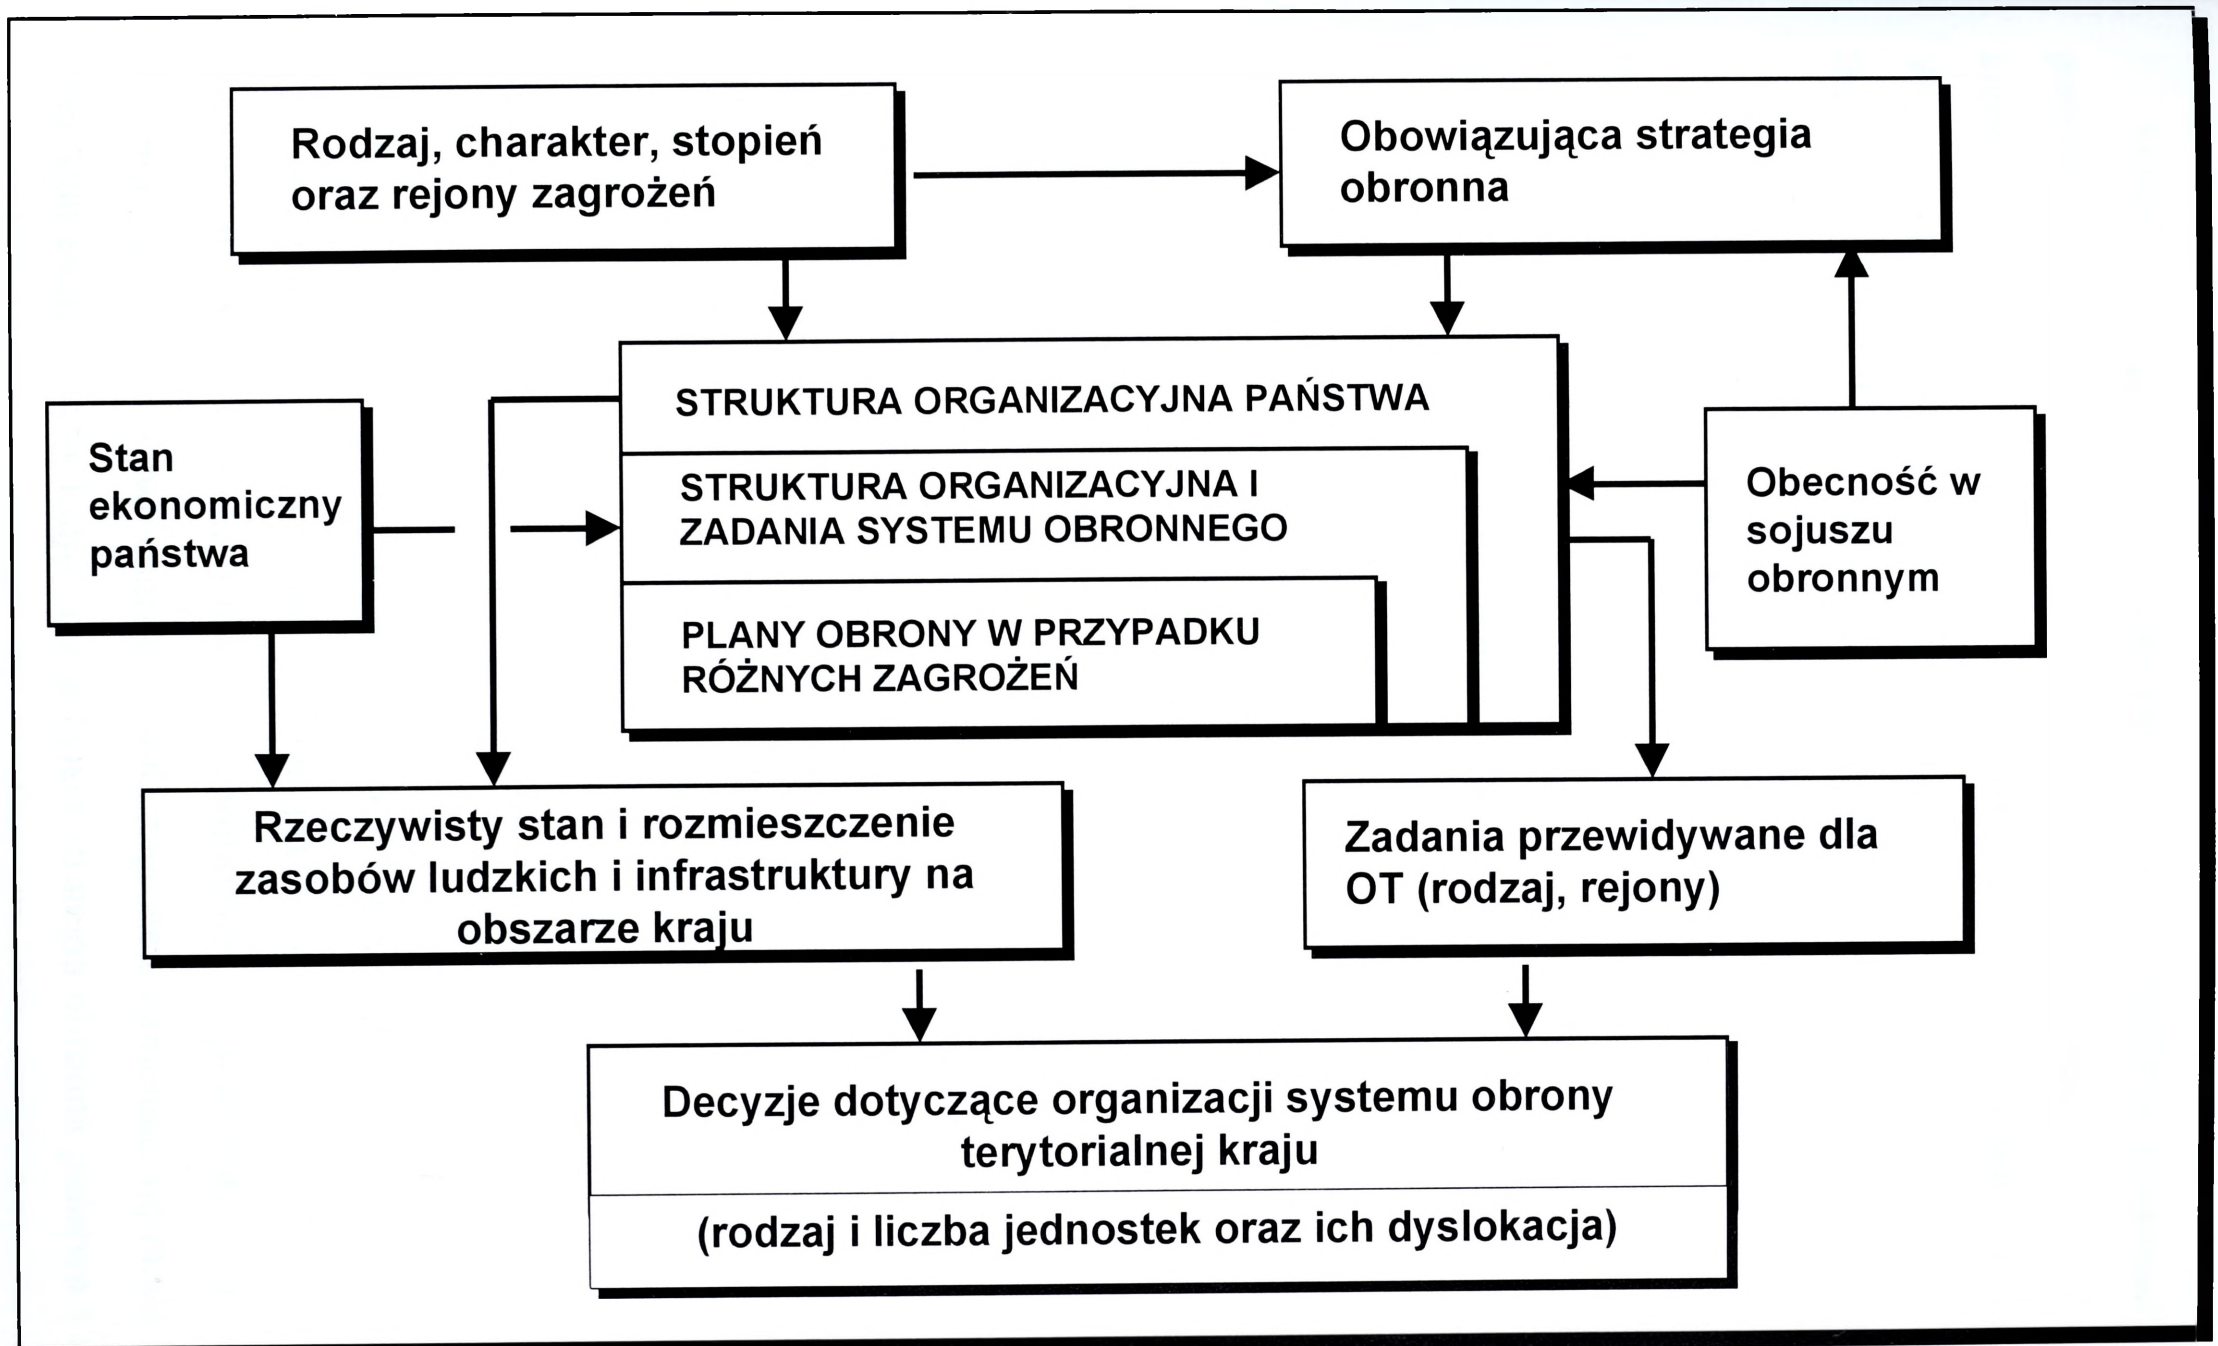 Rodzaj, charakter, stopień
oraz rejony zagrożeń
Obowiązująca strategia
obronna
STRUKTURA ORGANIZACYJNA PAŃSTWA
Stan
ekonomiczny
państwa
STRUKTURA ORGANIZACYJNA I
ZADANIA SYSTEMU OBRONNEGO
Obecność w
sojuszu
obronnym
PLANY OBRONY W PRZYPADKU
RÓŻNYCH ZAGROŻEŃ
Rzeczywisty stan i rozmieszczenie
zasobów ludzkich i infrastruktury na
obszarze kraju
Zadania przewidywane dla
OT (rodzaj, rejony)
Decyzje dotyczące organizacji systemu obrony
terytorialnej kraju
(rodzaj i liczba jednostek oraz ich dyslokacja)